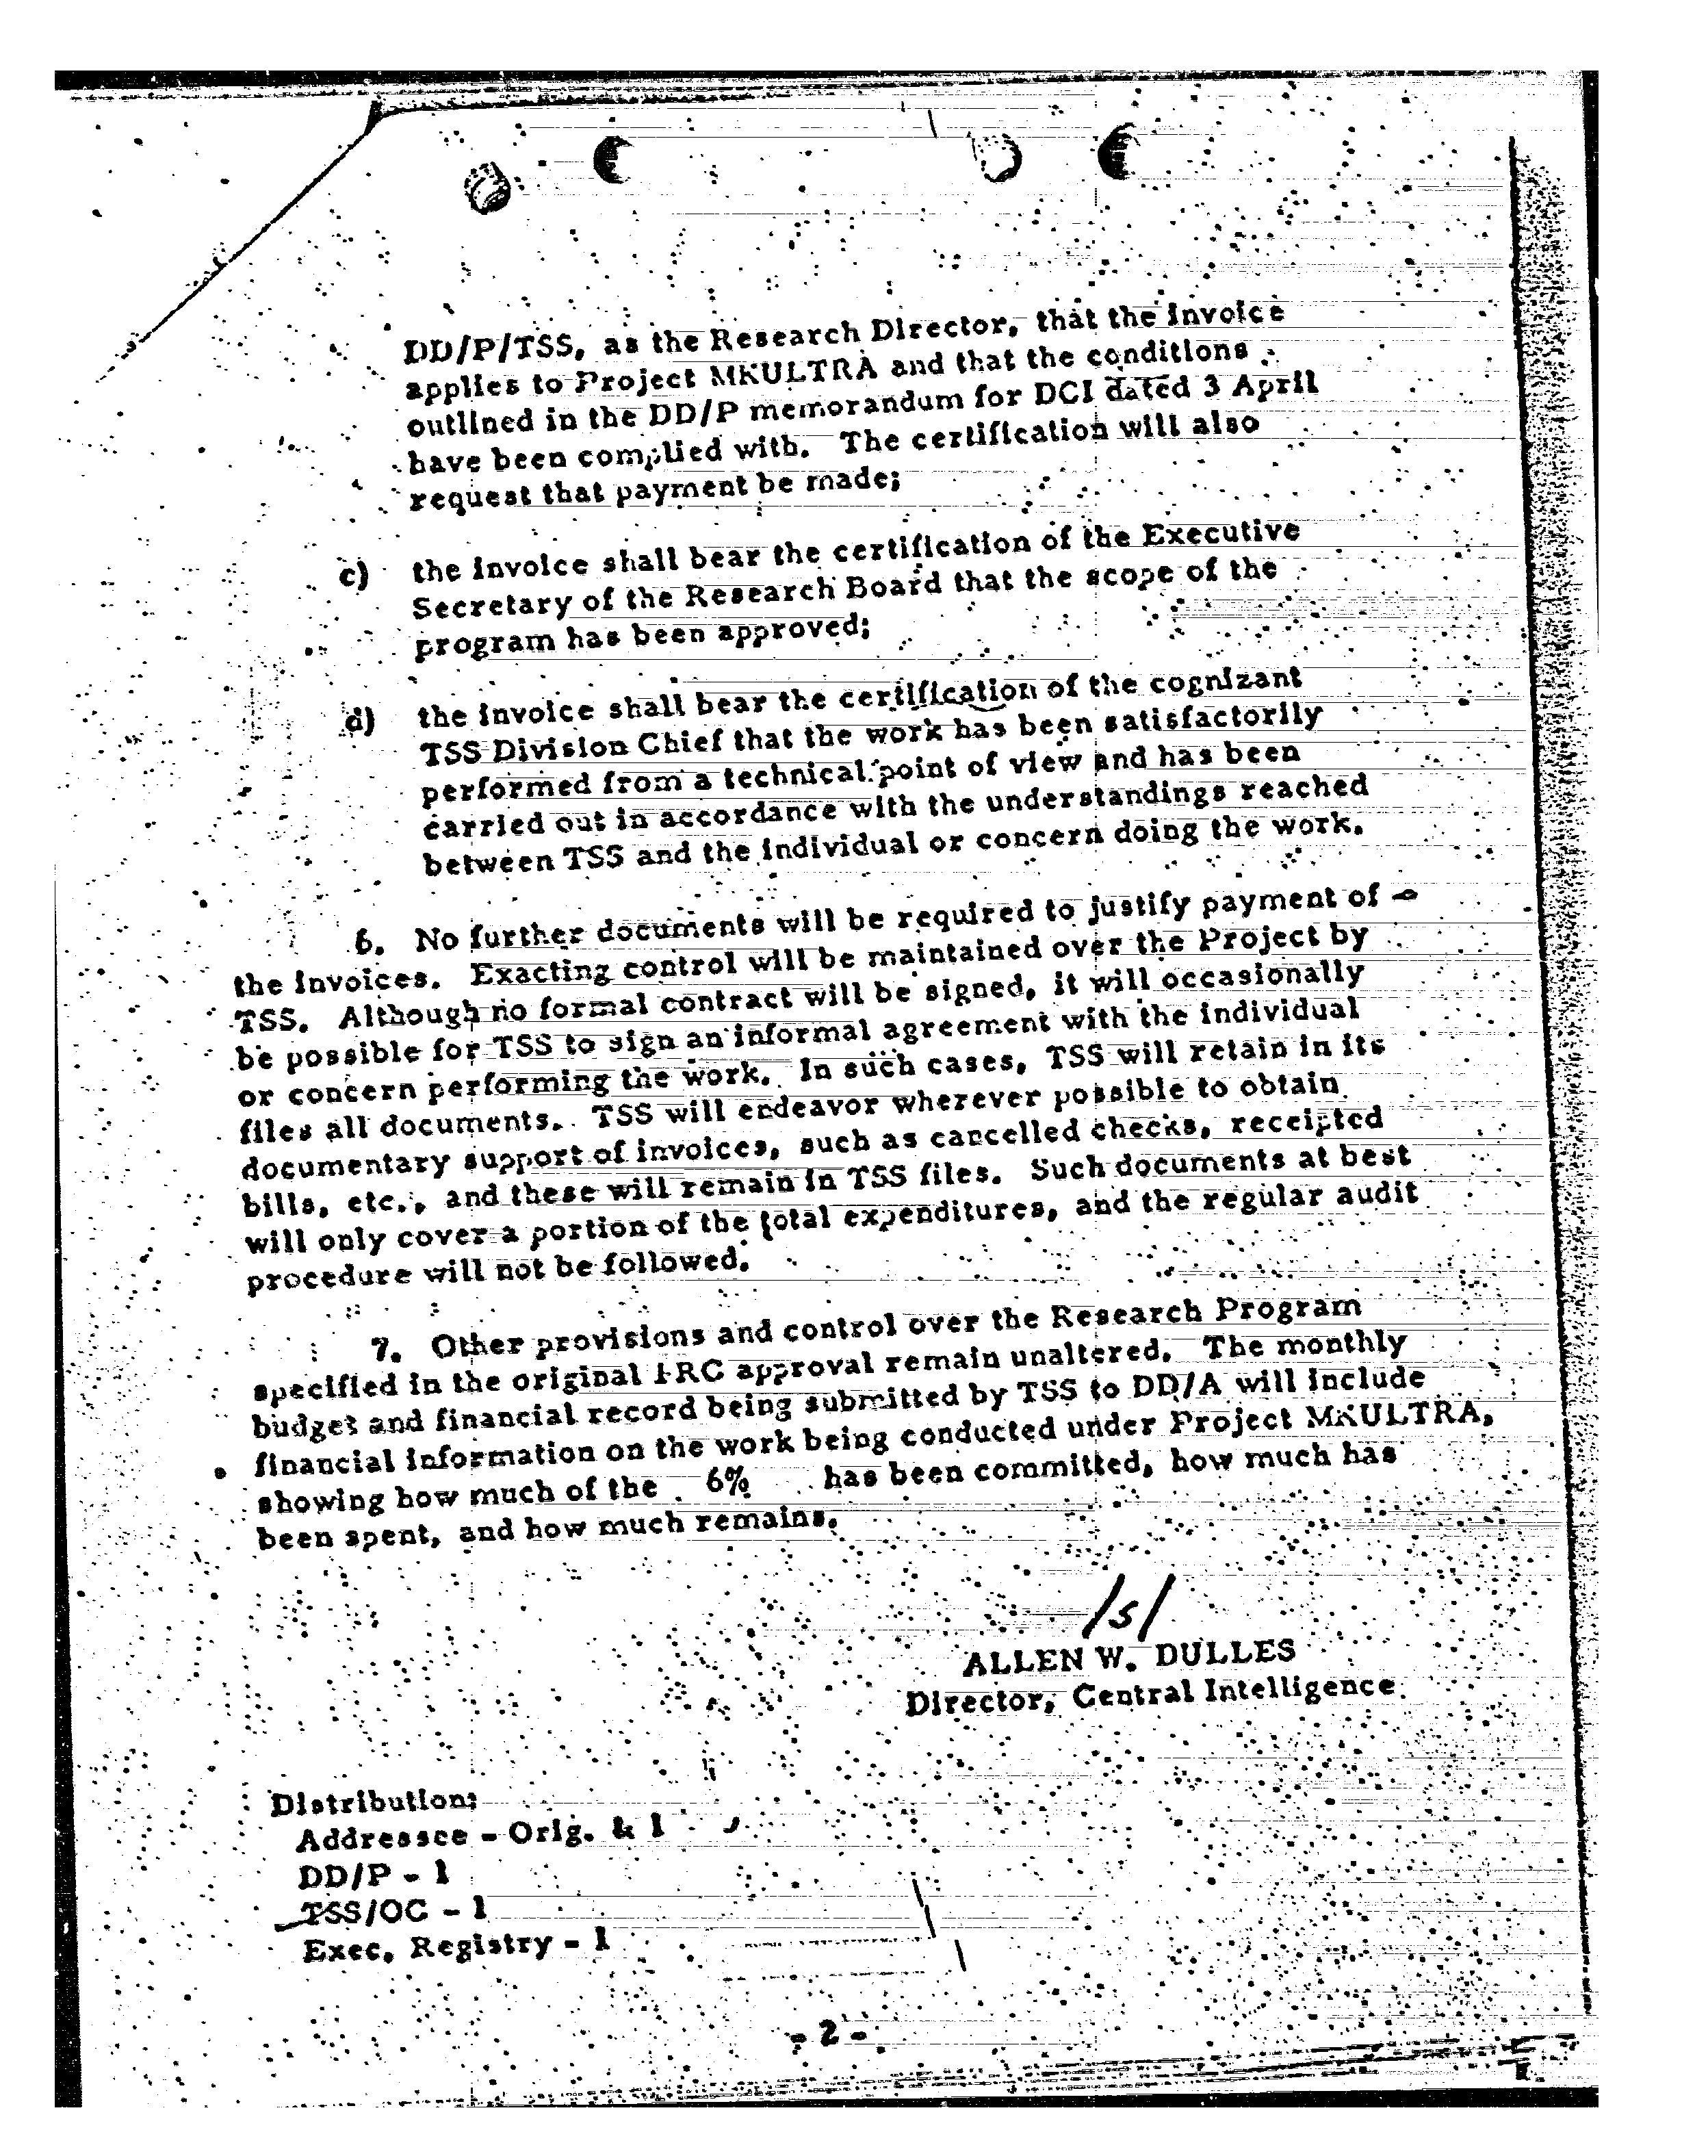 DD/P/TSS, as the Research Director, that the invoice
applies to Project MKULTRA and that the conditions
outlined in the DD/P memorandum for DCI dated 3 April
have been complied with. The certification will also
request that payment be made;
c) the invoice shall bear the certification of the Executive
Secretary of the Research Board that the scope of the
program has been approved;
d) the invoice shall bear the certification of the cognizant
TSS Division Chief that the work has been satisfactorily
performed from a technical point of view and has been
carried out in accordance with the understandings reached
between TSS and the individual or concern doing the work.
6. No further documents will be required to justify payment of
the invoices. Exacting control will be maintained over the Project by
TSS. Although no formal contract will be signed, it will occasionally
be possible for TSS to sign an informal agreement with the individual
or concern performing the work. In such cases, TSS will retain in its
files all documents. TSS will endeavor wherever possible to obtain
documentary support of invoices, such as cancelled checks, receipted
bills, etc., and these will remain in TSS files. Such documents at best
will only cover a portion of the total expenditures, and the regular audit
procedure will not be followed.
7. Other provisions and control over the Research Program
specified in the original PRC approval remain unaltered. The monthly
budget and financial record being submitted by TSS to DD/A will include
financial information on the work being conducted under Project MKULTRA,
showing how much of the 6% has been committed, how much has
been spent, and how much remains.
/s/
ALLEN W. DULLES
Director, Central Intelligence
Distribution:
Addressee - Orig. & 1
DD/P - 1
TSS/OC - 1
Exec. Registry - 1
- 2 -